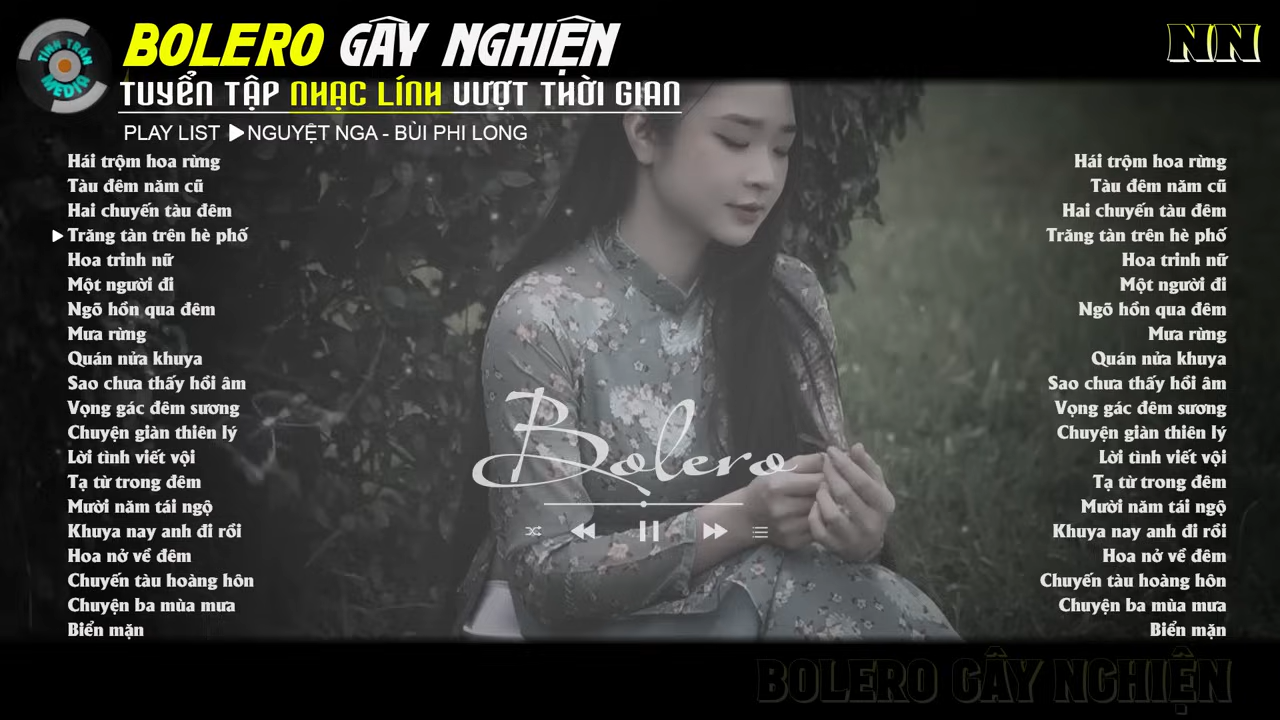 TÌNH TRẦN
MEDIA
BOLERO GÂY NGHIỆN
NN
TUYỂN TẬP NHẠC LÍNH VƯỢT THỜI GIAN
PLAY LIST NGUYỆT NGA - BÙI PHI LONG
Hái trộm hoa rừng
Tàu đêm năm cũ
Hai chuyến tàu đêm
Trăng tàn trên hè phố
Hoa trinh nữ
Một người đi
Ngõ hồn qua đêm
Mưa rừng
Quán nửa khuya
Sao chưa thấy hồi âm
Vọng gác đêm sương
Chuyện giàn thiên lý
Lời tình viết vội
Tạ từ trong đêm
Mười năm tái ngộ
Khuya nay anh đi rồi
Hoa nở về đêm
Chuyến tàu hoàng hôn
Chuyện ba mùa mưa
Biển mặn
Bolero
Hái trộm hoa rừng
Tàu đêm năm cũ
Hai chuyến tàu đêm
Trăng tàn trên hè phố
Hoa trinh nữ
Một người đi
Ngõ hồn qua đêm
Mưa rừng
Quán nửa khuya
Sao chưa thấy hồi âm
Vọng gác đêm sương
Chuyện giàn thiên lý
Lời tình viết vội
Tạ từ trong đêm
Mười năm tái ngộ
Khuya nay anh đi rồi
Hoa nở về đêm
Chuyến tàu hoàng hôn
Chuyện ba mùa mưa
Biển mặn
BOLERO GÂY NGHIỆN